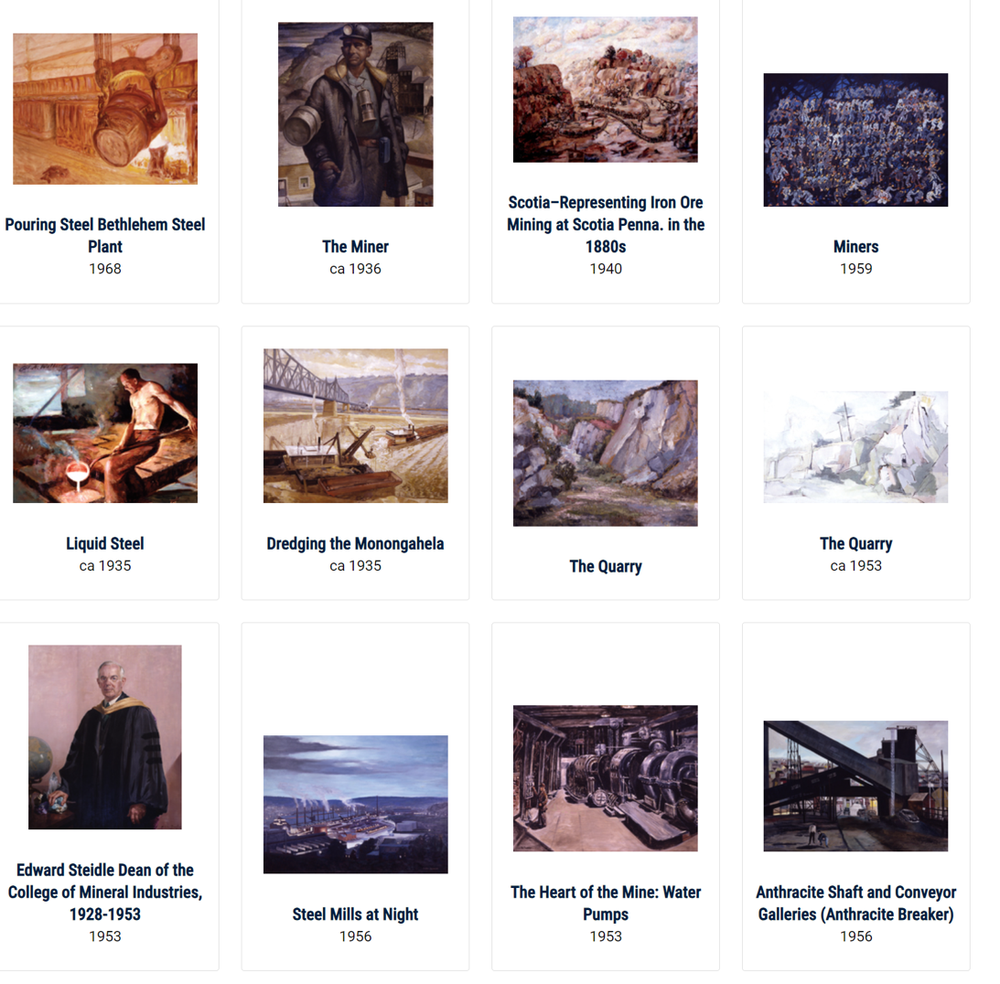 Pouring Steel Bethlehem Steel
Plant
1968
The Miner
ca 1936
Scotia–Representing Iron Ore
Mining at Scotia Penna. in the
1880s
1940
Miners
1959
Liquid Steel
ca 1935
Dredging the Monongahela
ca 1935
The Quarry
The Quarry
ca 1953
Edward Steidle Dean of the
College of Mineral Industries,
1928-1953
1953
Steel Mills at Night
1956
The Heart of the Mine: Water
Pumps
1953
Anthracite Shaft and Conveyor
Galleries (Anthracite Breaker)
1956